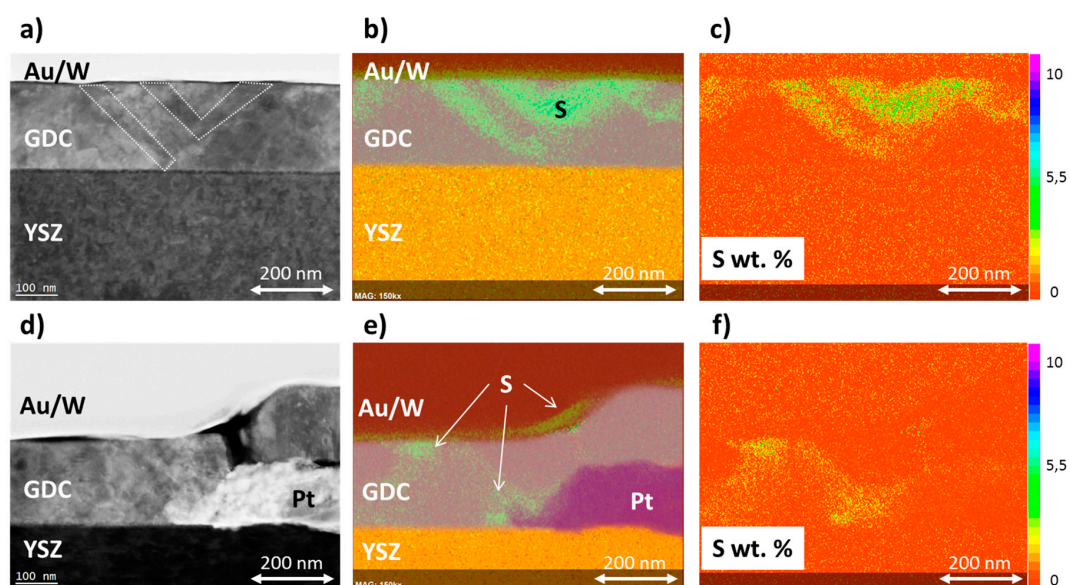 a)
b)
c)
Au/W
GDC
YSZ
100 nm
200 nm
Au/W
S
GDC
YSZ
MAG: 150kx
200 nm
S wt. %
200 nm
10
5,5
0
d)
e)
f)
Au/W
GDC
Pt
YSZ
100 nm
200 nm
S
Au/W
GDC
Pt
YSZ
200 nm
S wt. %
200 nm
10
5,5
0